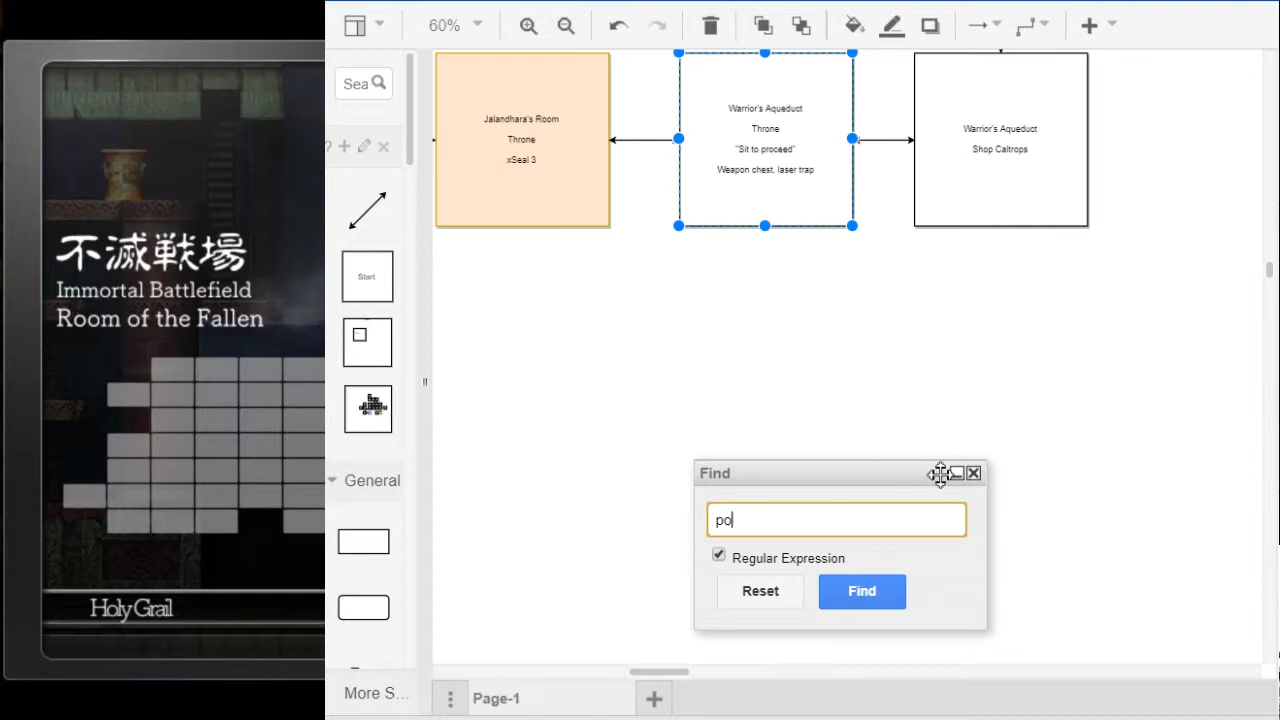 60%
Sea
Jalandhara's Room
Throne
xSeal 3
Warrior's Aqueduct
Throne
"Sit to proceed"
Weapon chest, laser trap
Warrior's Aqueduct
Shop Caltrops
不滅戦場
Immortal Battlefield
Room of the Fallen
Holy Grail
Start
General
More S...
Find
po
Regular Expression
Reset
Find
Page-1